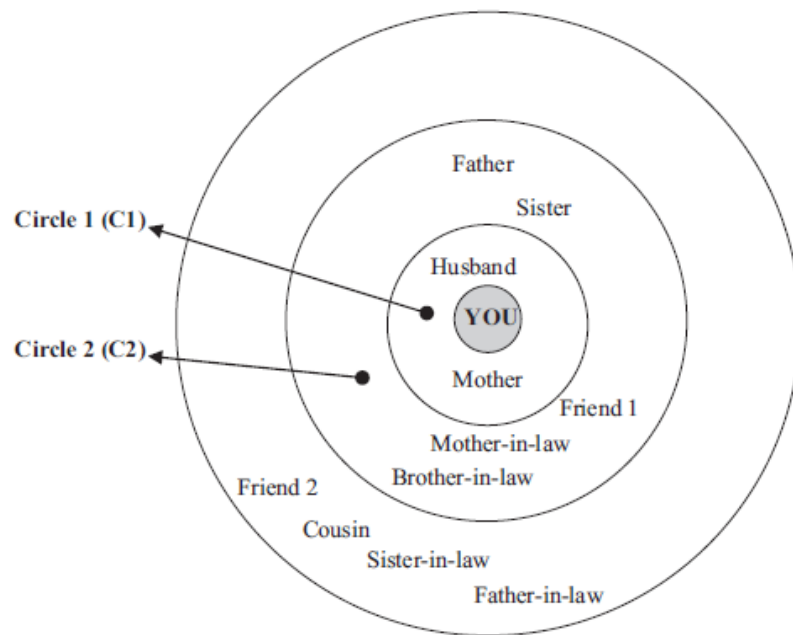 Father
Sister
Circle 1 (C1)
Husband
YOU
Circle 2 (C2)
Mother
Friend 1
Mother-in-law
Brother-in-law
Friend 2
Cousin
Sister-in-law
Father-in-law